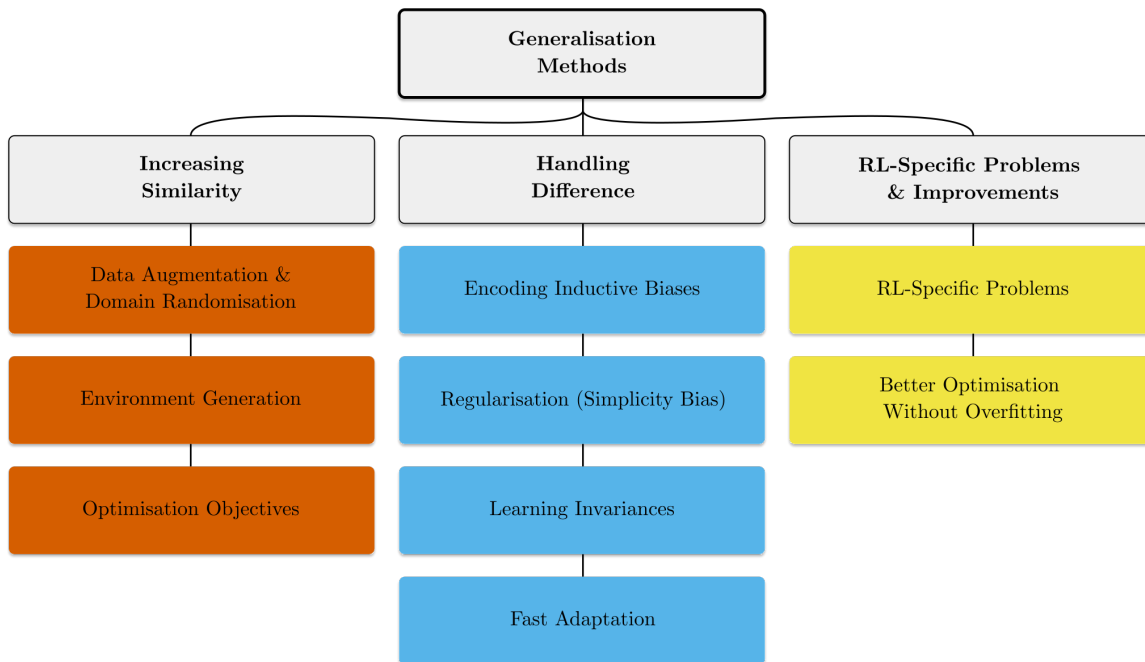 Generalisation
Methods
Increasing
Similarity
Handling
Difference
RL-Specific Problems
& Improvements
Data Augmentation &
Domain Randomisation
Encoding Inductive Biases
RL-Specific Problems
Environment Generation
Regularisation (Simplicity Bias)
Better Optimisation
Without Overfitting
Optimisation Objectives
Learning Invariances
Fast Adaptation